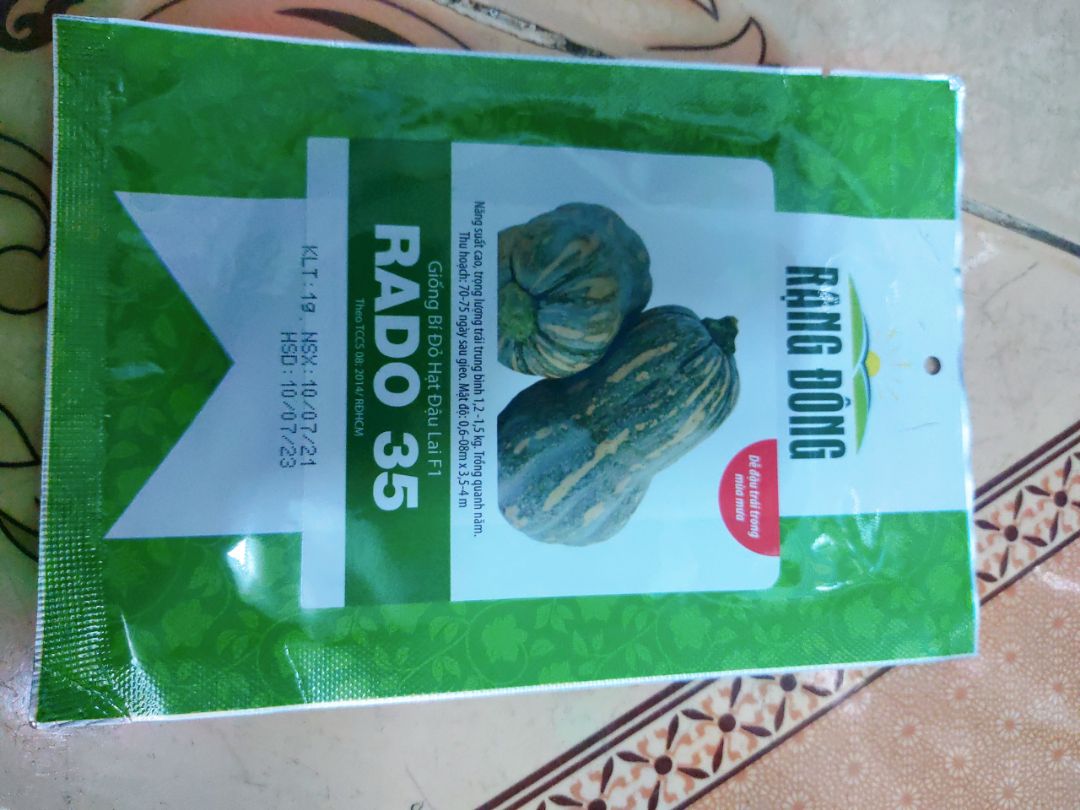 RẠNG ĐÔNG
Dễ đậu trái trong
mùa mưa
Năng suất cao, trọng lượng trái trung bình 1,2-1,5 kg. Trồng quanh năm.
Thu hoạch: 70-75 ngày sau gieo. Mật độ: 0,6-08m x 3,5-4 m
Giống Bí Đỏ Hạt Đậu Lai F1
RADO 35
Theo TCCS 08: 2014/ RĐHCM
KLT:1g. NSX:10/07/21
HSD:10/07/23